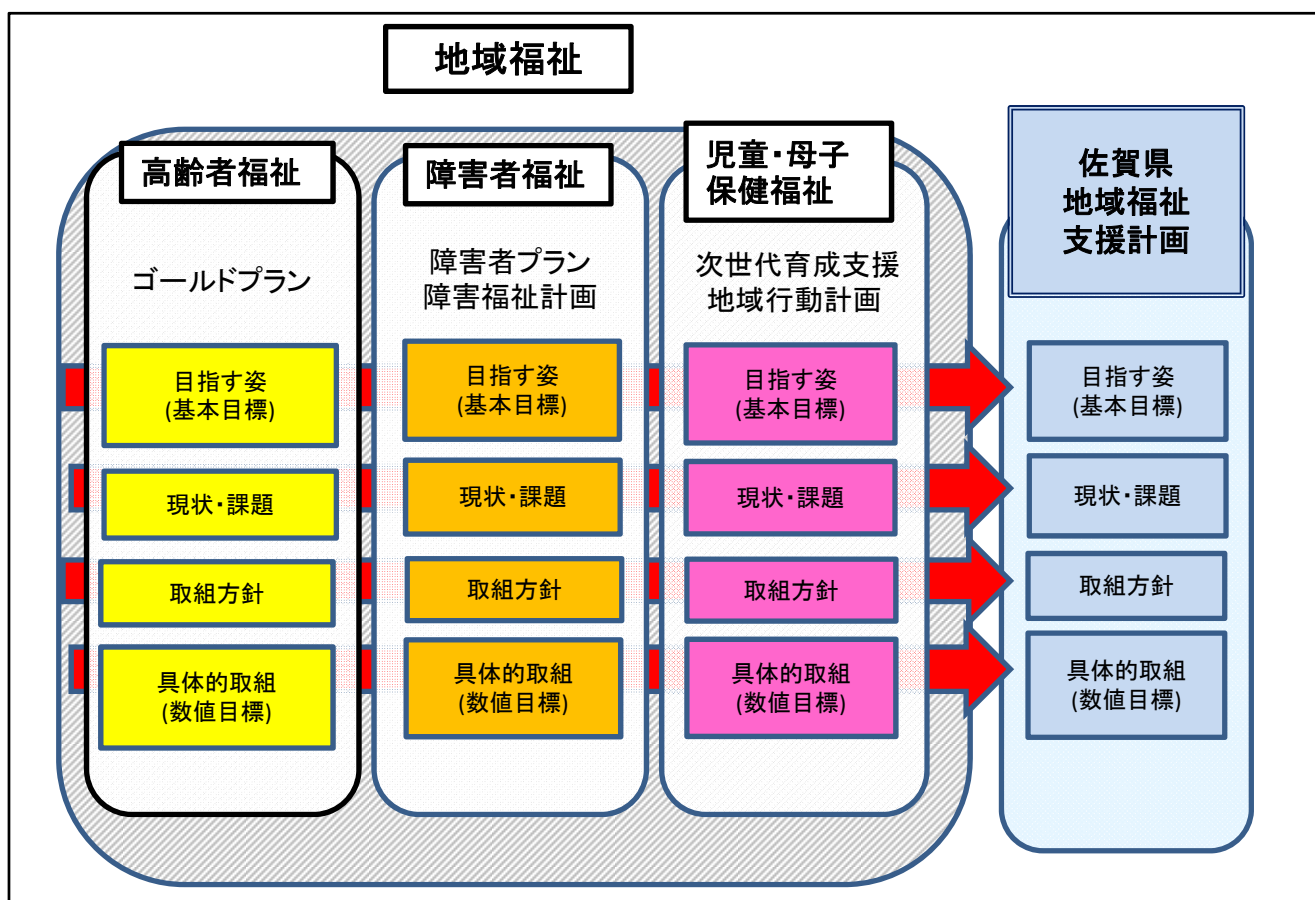 地域福祉
高齢者福祉
ゴールドプラン
目指す姿
(基本目標)
現状・課題
取組方針
具体的取組
(数値目標)
障害者福祉
障害者プラン
障害福祉計画
目指す姿
(基本目標)
現状・課題
取組方針
具体的取組
(数値目標)
児童・母子
保健福祉
次世代育成支援
地域行動計画
目指す姿
(基本目標)
現状・課題
取組方針
具体的取組
(数値目標)
佐賀県
地域福祉
支援計画
目指す姿
(基本目標)
現状・課題
取組方針
具体的取組
(数値目標)